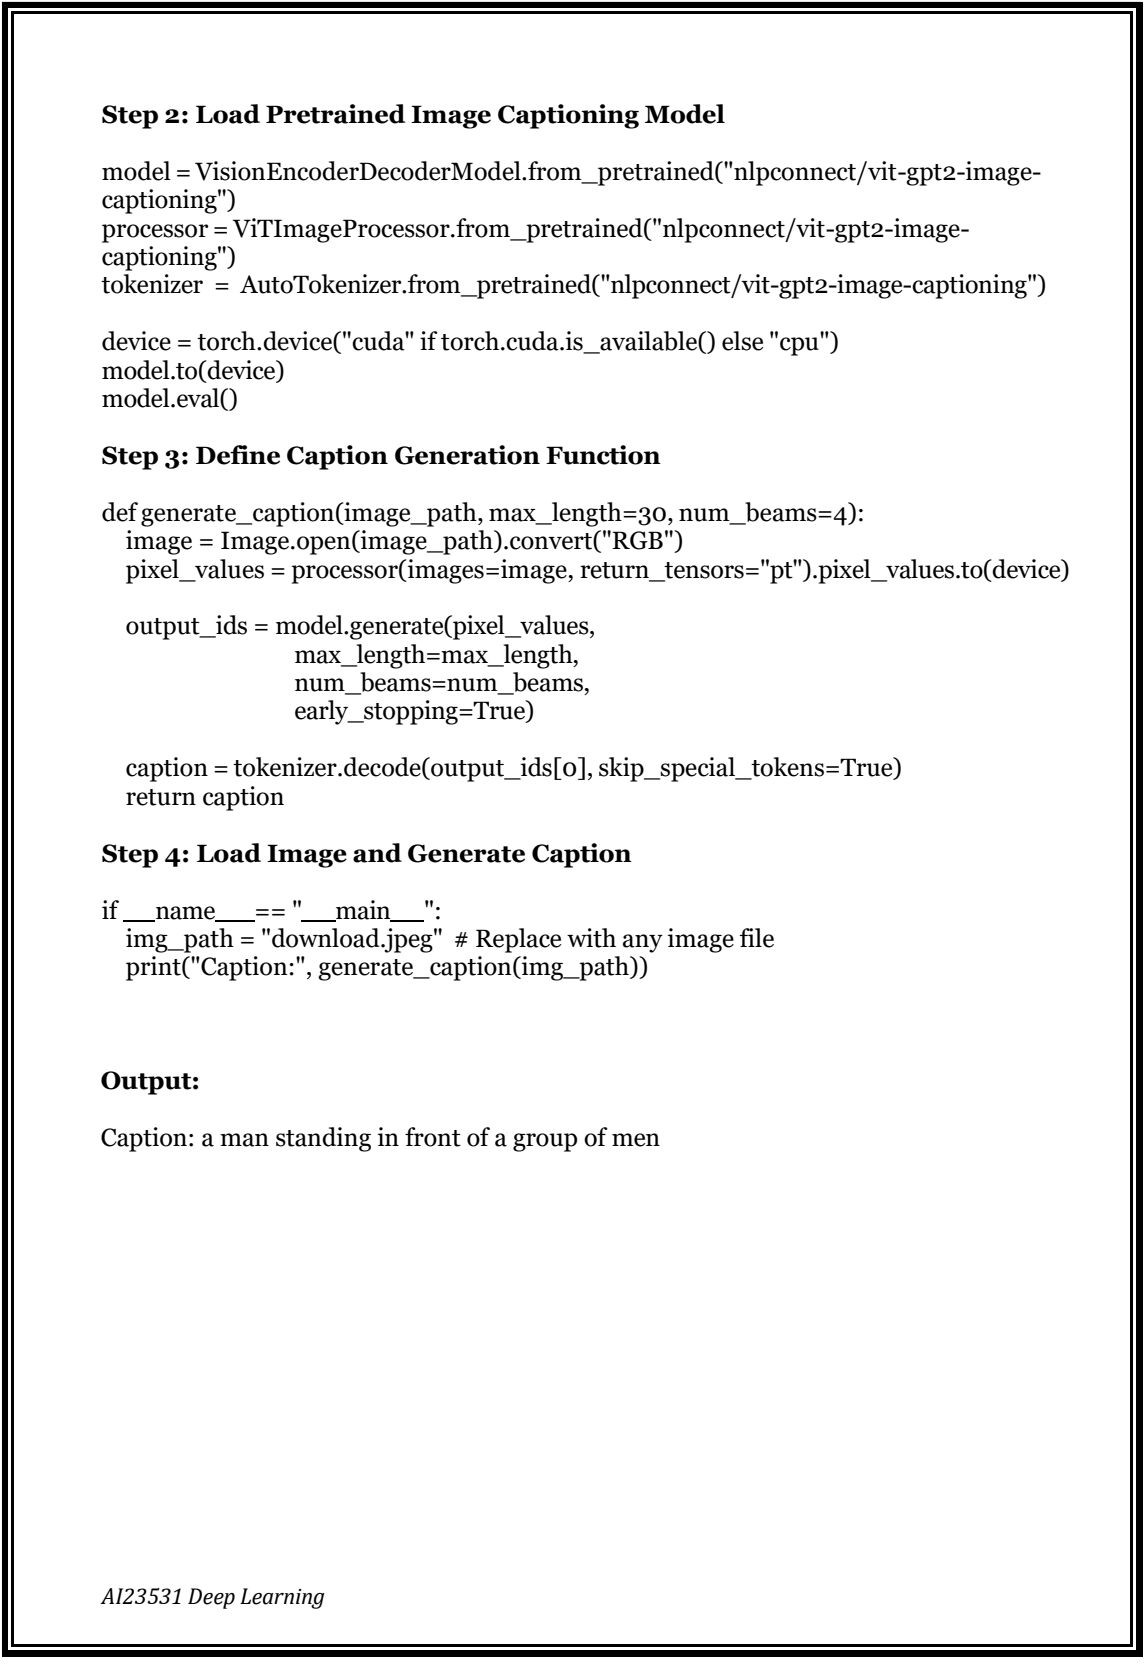 Step 2: Load Pretrained Image Captioning Model
model = VisionEncoderDecoderModel.from_pretrained("nlpconnect/vit-gpt2-image-
captioning")
processor = ViTImageProcessor.from_pretrained("nlpconnect/vit-gpt2-image-
captioning")
tokenizer = AutoTokenizer.from_pretrained("nlpconnect/vit-gpt2-image-captioning")
device = torch.device("cuda" if torch.cuda.is_available() else "cpu")
model.to(device)
model.eval()
Step 3: Define Caption Generation Function
def generate_caption(image_path, max_length=30, num_beams=4):
    image = Image.open(image_path).convert("RGB")
    pixel_values = processor(images=image, return_tensors="pt").pixel_values.to(device)
    output_ids = model.generate(pixel_values,
                    max_length=max_length,
                    num_beams=num_beams,
                    early_stopping=True)
    caption = tokenizer.decode(output_ids[0], skip_special_tokens=True)
    return caption
Step 4: Load Image and Generate Caption
if __name__ == "__main__":
    img_path = "download.jpeg" # Replace with any image file
    print("Caption:", generate_caption(img_path))
Output:
Caption: a man standing in front of a group of men
AI23531 Deep Learning